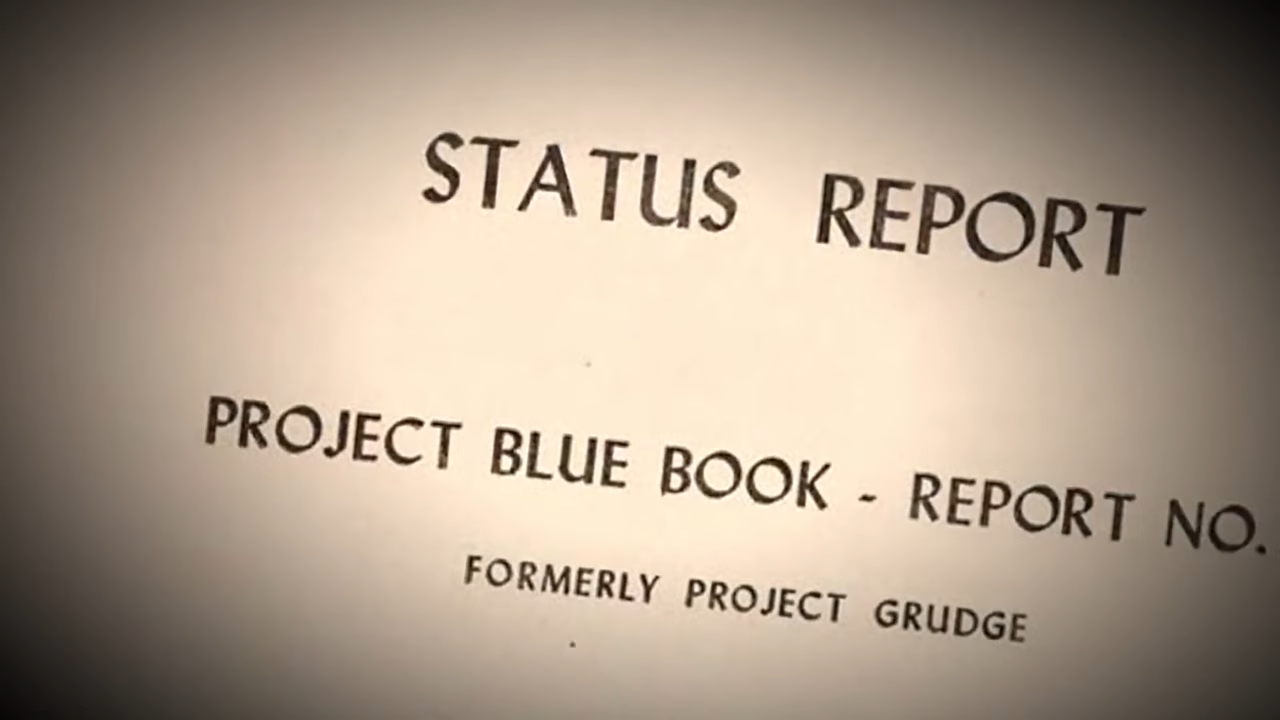 STATUS REPORT
PROJECT BLUE BOOK - REPORT NO.
FORMERLY PROJECT GRUDGE